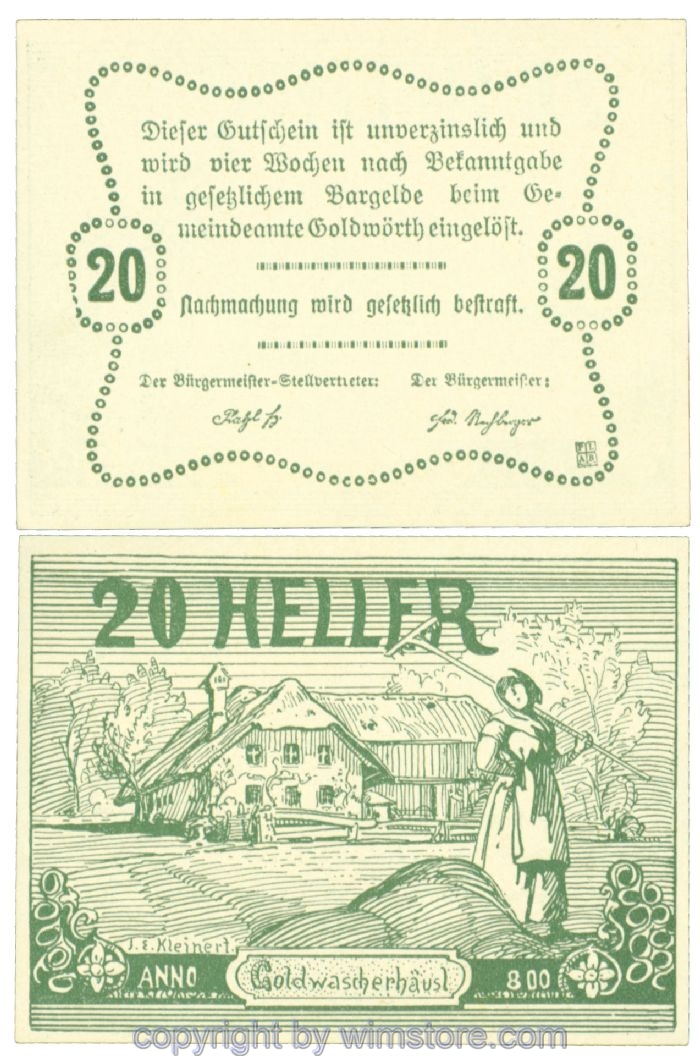 Dieser Gutschein ist unverzinslich und
wird vier Wochen nach Bekanntgabe
in gesetzlichem Bargelde beim Ge-
meindeamte Goldwörth eingelöst.
20
20
Nachmachung wird gesetzlich bestraft.
Der Bürgermeister-Stellvertreter: Der Bürgermeister:
20 HELLER
J. E. Kleinert.
ANNO Goldwascherhäusl 800
copyright by wimstore.com